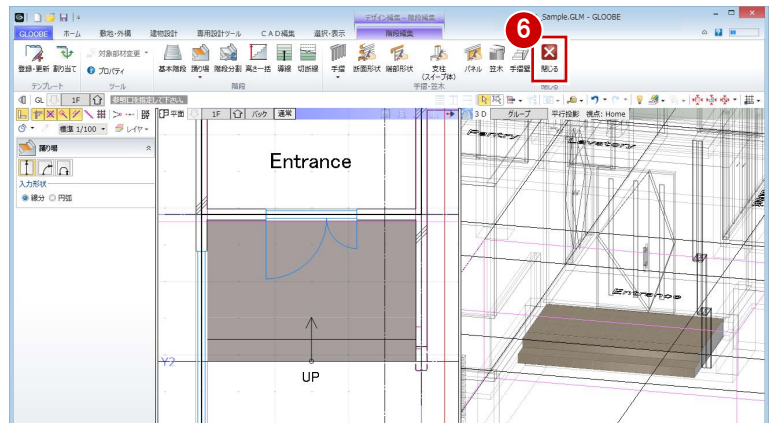 デザイン編集 - 階段編集
Sample.GLM - GLOOBE
GLOOBE ホーム 敷地・外構 建物設計 専用設計ツール CAD編集 選択・表示 階段編集
6
対象部材変更
登録・更新 割り当て プロパティ 基本階段 踊り場 階段分割 高さ一括 導線 切断線 手摺 断面形状 端部形状 支柱 パネル 笠木 手摺壁 閉じる
(スイープ体)
テンプレート ツール 階段 手摺・笠木 閉じる
GL 1F
平面 1F バック 通常 3D グループ 平行投影 視点: Home
標準 1/100 レイヤ
踊り場
入力形状
線分 円弧
Entrance
UP
Y2
Pantry
Lavatory
Entrance